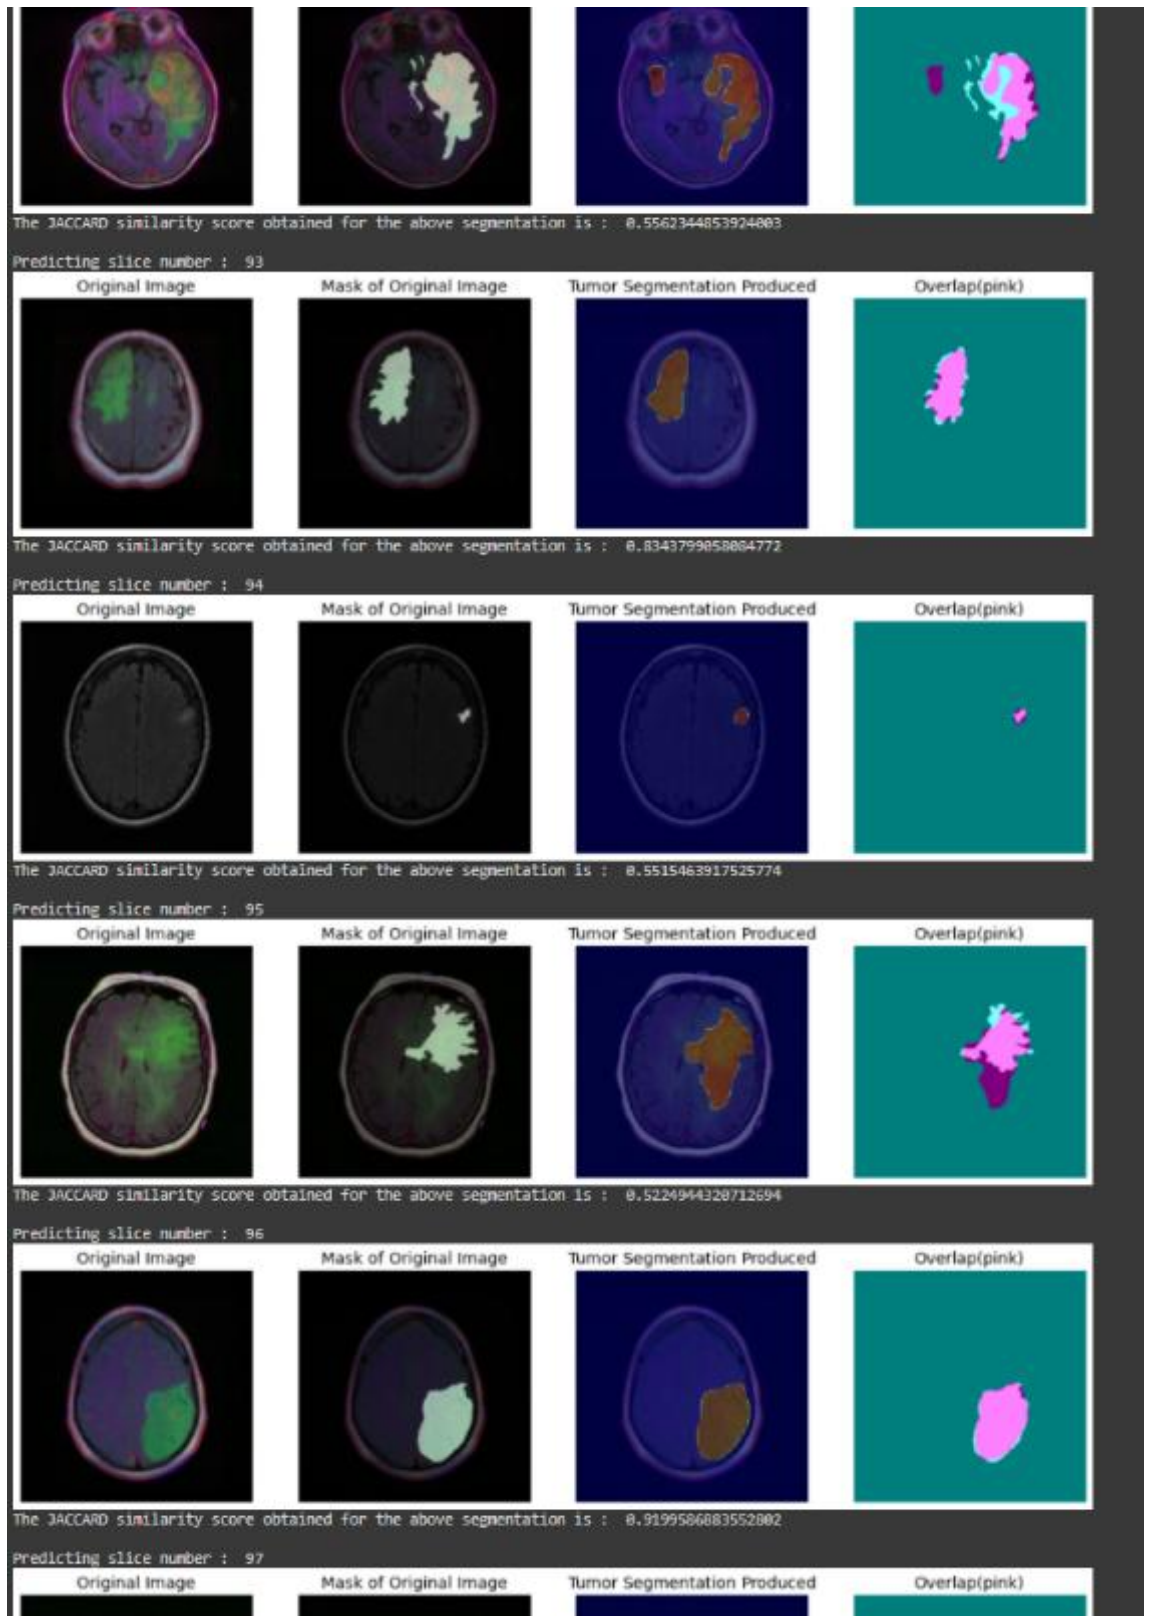 The JACCARD similarity score obtained for the above segmentation is :  0.5562344853924003
Predicting slice number :  93
Original Image Mask of Original Image Tumor Segmentation Produced Overlap(pink)
The JACCARD similarity score obtained for the above segmentation is :  0.8343799058084772
Predicting slice number :  94
Original Image Mask of Original Image Tumor Segmentation Produced Overlap(pink)
The JACCARD similarity score obtained for the above segmentation is :  0.5515463917525774
Predicting slice number :  95
Original Image Mask of Original Image Tumor Segmentation Produced Overlap(pink)
The JACCARD similarity score obtained for the above segmentation is :  0.5224944320712694
Predicting slice number :  96
Original Image Mask of Original Image Tumor Segmentation Produced Overlap(pink)
The JACCARD similarity score obtained for the above segmentation is :  0.9199586883552802
Predicting slice number :  97
Original Image Mask of Original Image Tumor Segmentation Produced Overlap(pink)